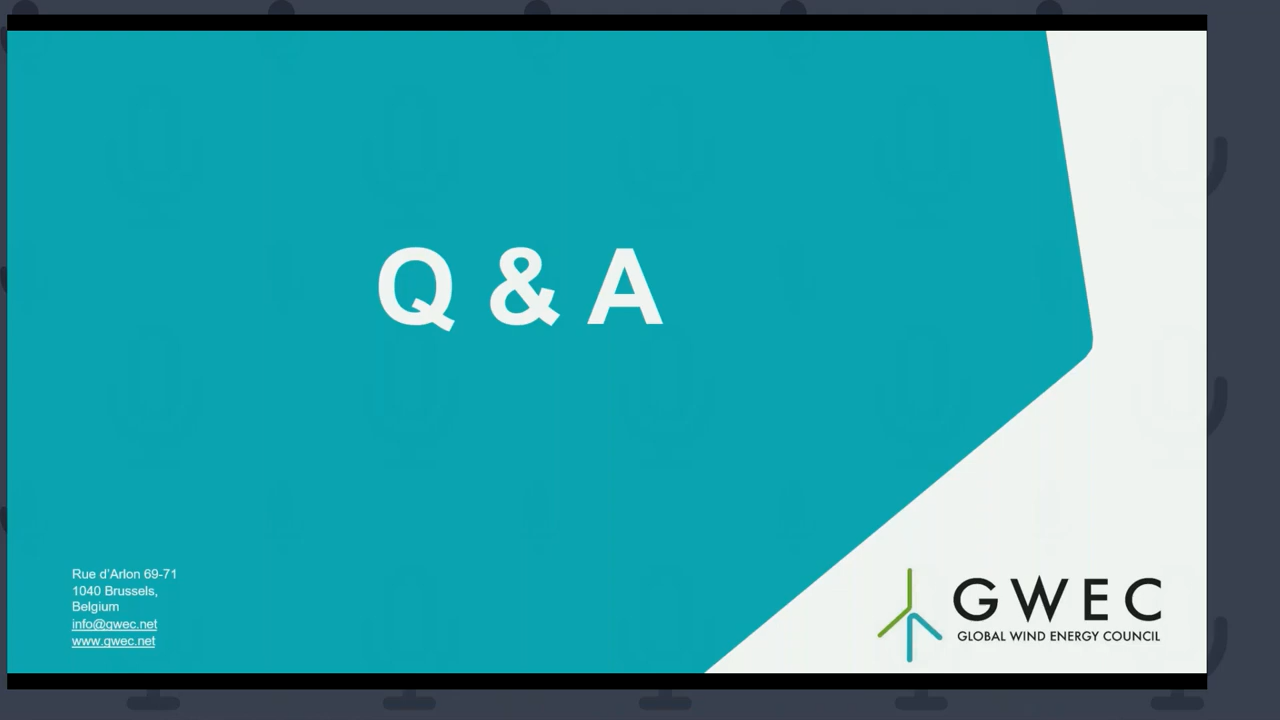 Q & A
Rue d'Arlon 69-71
1040 Brussels,
Belgium
info@gwec.net
www.gwec.net
GWEC
GLOBAL WIND ENERGY COUNCIL